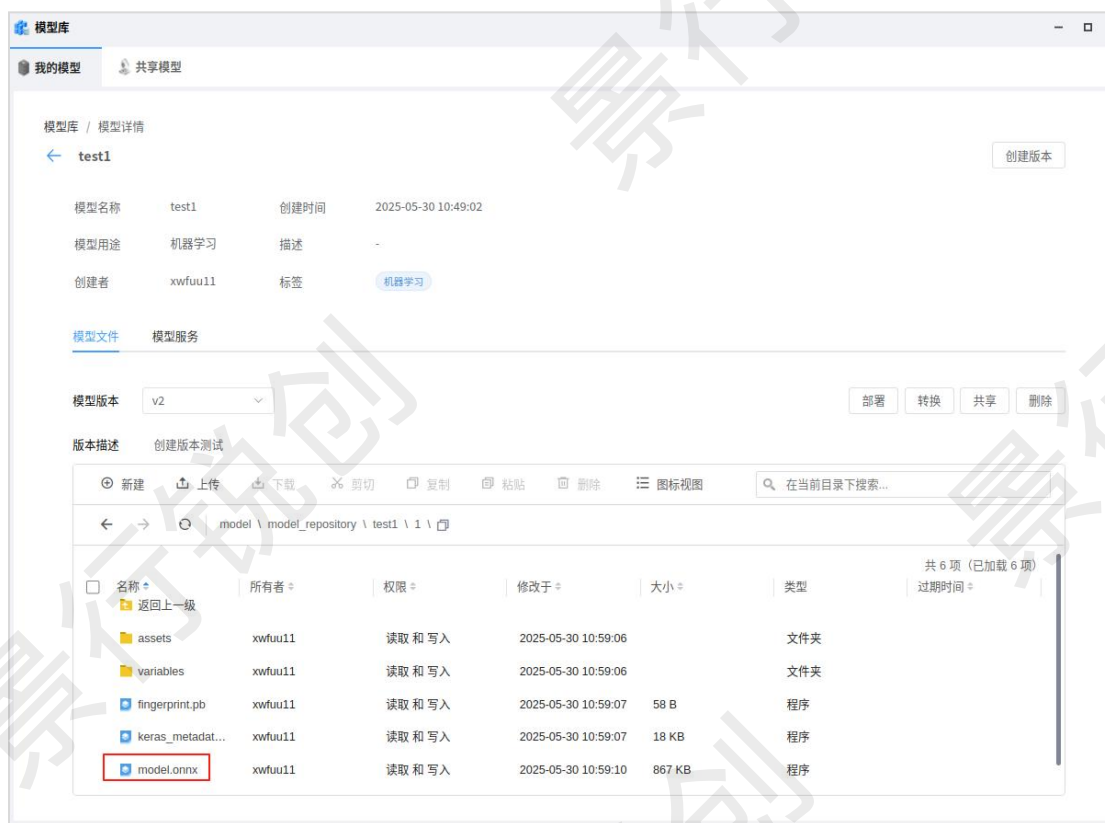 模型库
我的模型 共享模型
模型库 / 模型详情
test1 创建版本
模型名称 test1 创建时间 2025-05-30 10:49:02
模型用途 机器学习 描述 -
创建者 xwfuu11 标签 机器学习
模型文件 模型服务
模型版本 v2 部署 转换 共享 删除
版本描述 创建版本测试
新建 上传 下载 剪切 复制 粘贴 删除 图标视图 在当前目录下搜索...
model \ model_repository \ test1 \ 1 \
共 6 项（已加载 6 项）
名称 所有者 权限 修改于 大小 类型 过期时间
返回上一级
assets xwfuu11 读取 和 写入 2025-05-30 10:59:06 文件夹
variables xwfuu11 读取 和 写入 2025-05-30 10:59:06 文件夹
fingerprint.pb xwfuu11 读取 和 写入 2025-05-30 10:59:07 58 B 程序
keras_metadat... xwfuu11 读取 和 写入 2025-05-30 10:59:07 18 KB 程序
model.onnx xwfuu11 读取 和 写入 2025-05-30 10:59:10 867 KB 程序
景行锐创